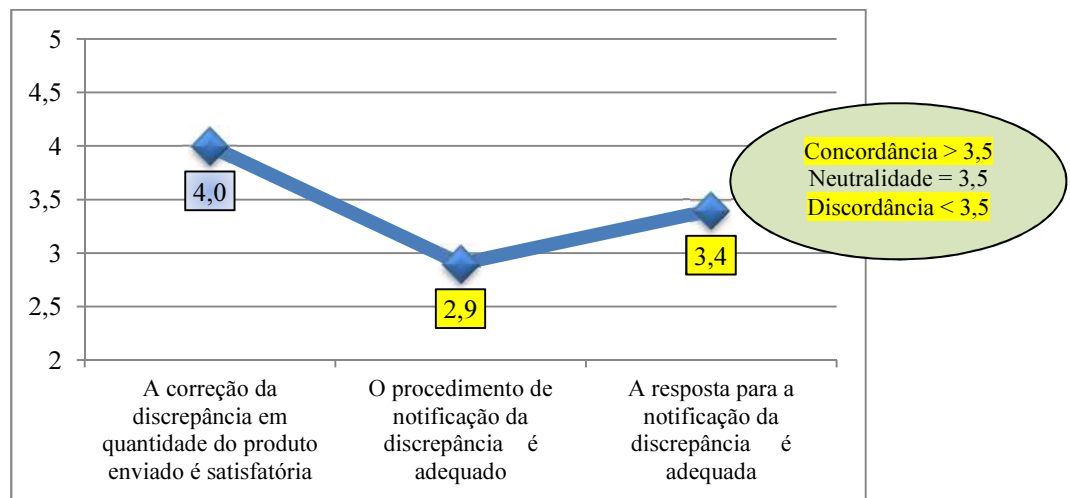 5
4,5
4
3,5
3
2,5
2
4,0
2,9
3,4
Concordância > 3,5
Neutralidade = 3,5
Discordância < 3,5
A correção da
discrepância em
quantidade do produto
enviado é satisfatória
O procedimento de
notificação da
discrepância é
adequado
A resposta para a
notificação da
discrepância é
adequada